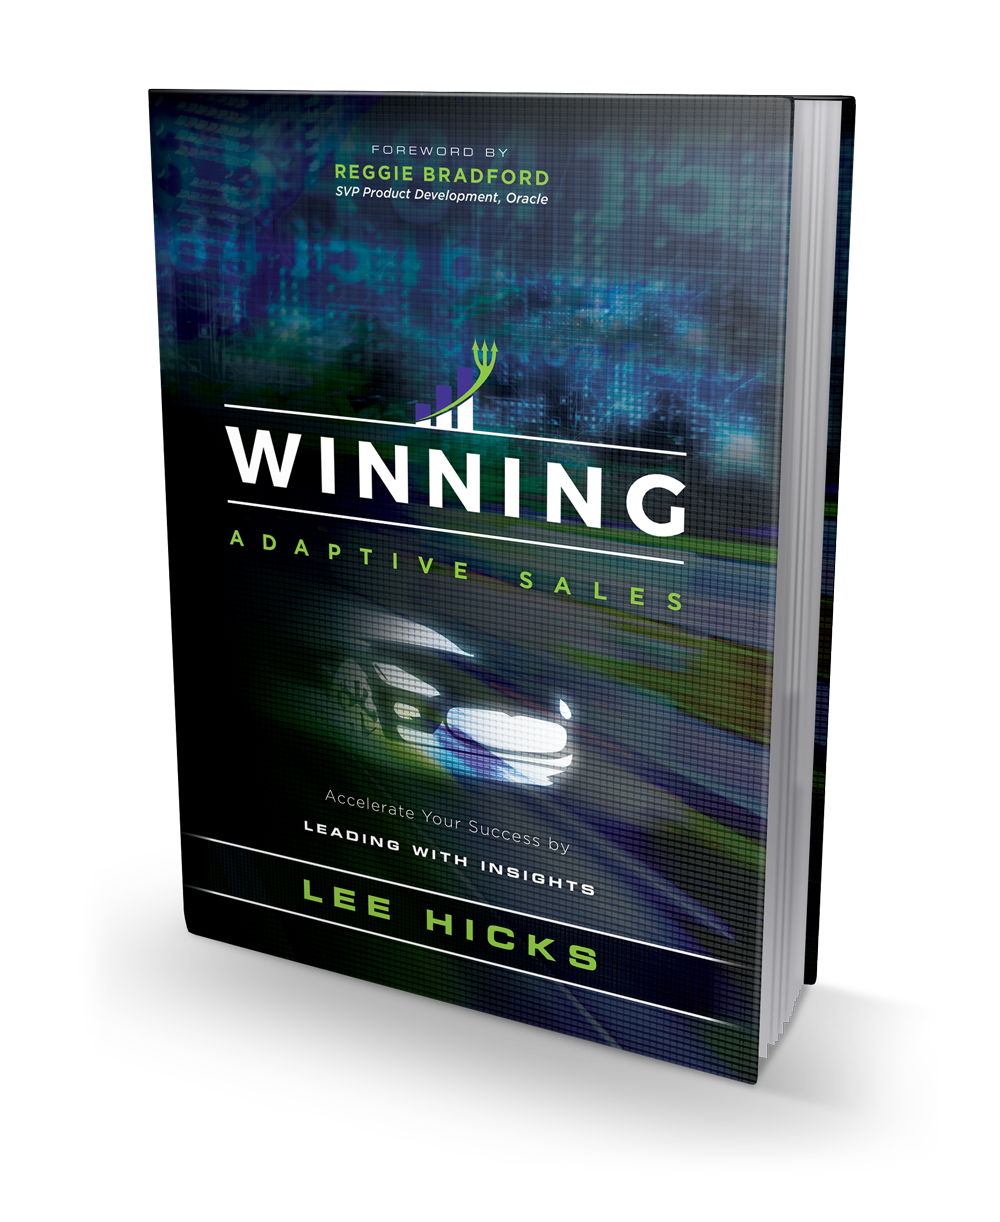 FOREWORD BY
REGGIE BRADFORD
SVP Product Development, Oracle
WINNING
ADAPTIVE SALES
Accelerate Your Success by
LEADING WITH INSIGHTS
LEE HICKS